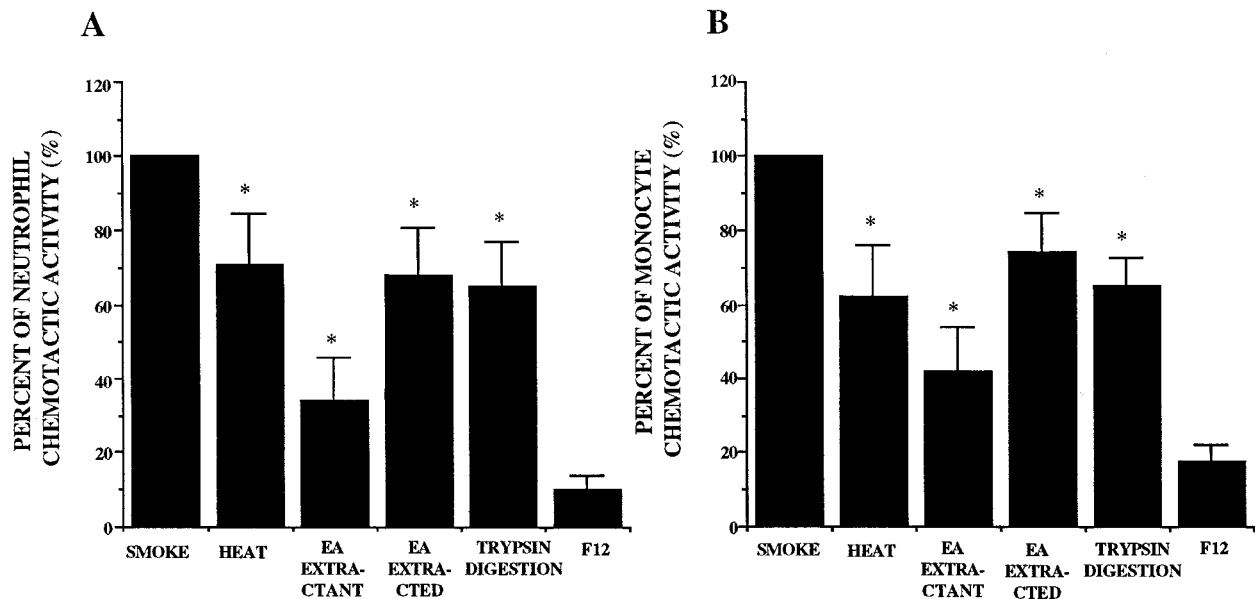 A
PERCENT OF NEUTROPHIL
CHEMOTACTIC ACTIVITY (%)
120
100
80
60
40
20
0
*
*
*
*
SMOKE
HEAT
EA
EXTRA-
CTANT
EA
EXTRA-
CTED
TRYPSIN
DIGESTION
F12
B
PERCENT OF MONOCYTE
CHEMOTACTIC ACTIVITY (%)
120
100
80
60
40
20
0
*
*
*
*
SMOKE
HEAT
EA
EXTRA-
CTANT
EA
EXTRA-
CTED
TRYPSIN
DIGESTION
F12